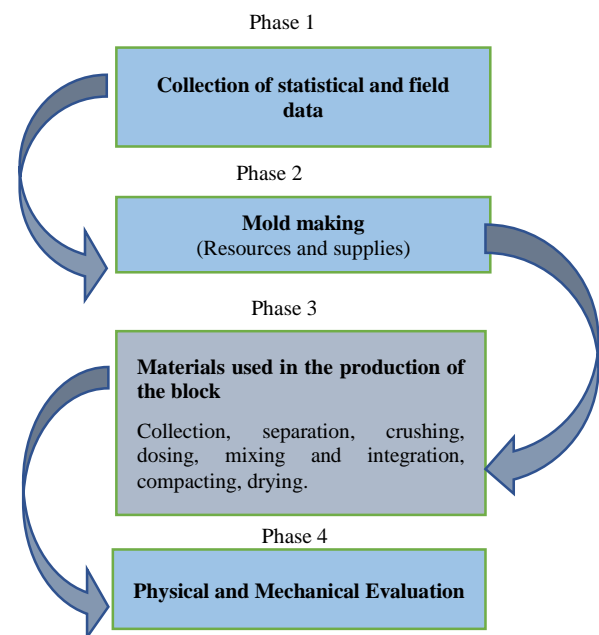 Phase 1
Collection of statistical and field
data
Phase 2
Mold making
(Resources and supplies)
Phase 3
Materials used in the production of
the block
Collection, separation, crushing,
dosing, mixing and integration,
compacting, drying.
Phase 4
Physical and Mechanical Evaluation